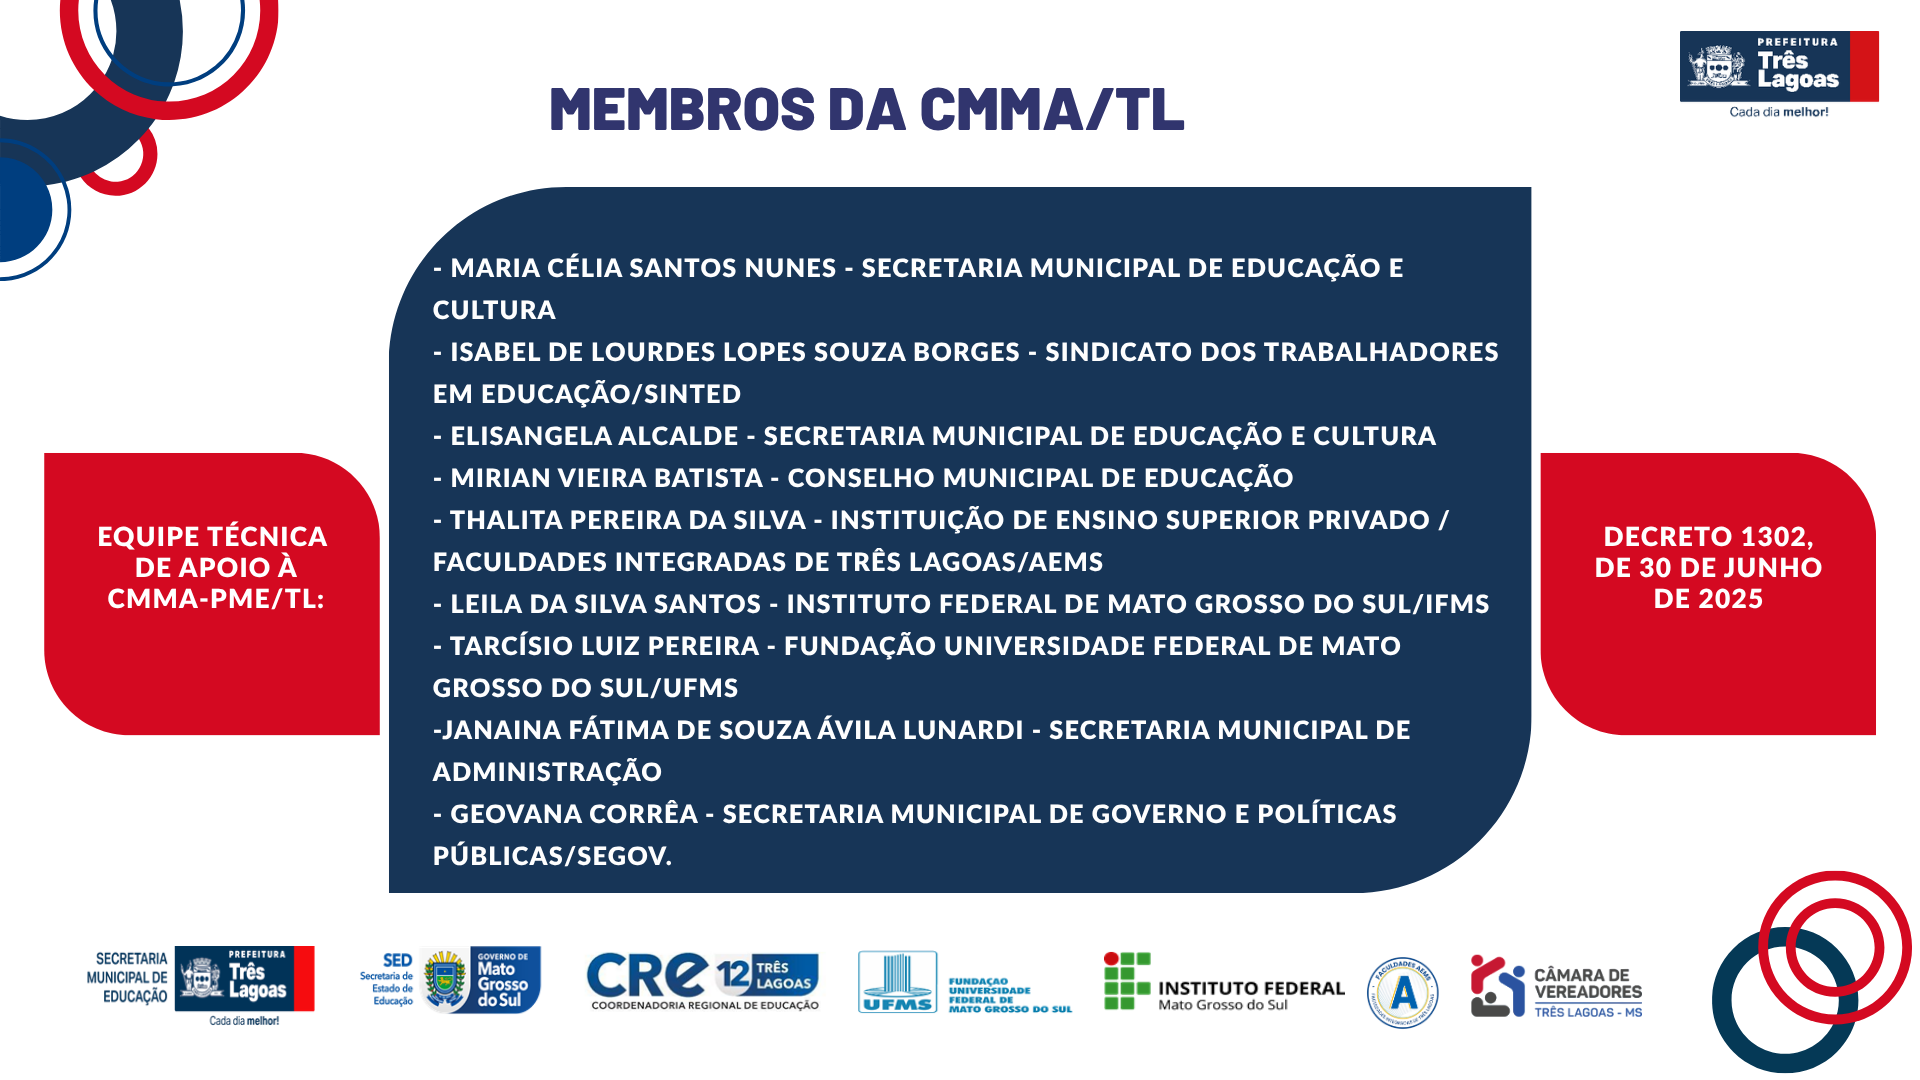 PREFEITURA
Três
Lagoas
Cada dia melhor!
MEMBROS DA CMMA/TL
EQUIPE TÉCNICA
DE APOIO À
CMMA-PME/TL:
- MARIA CÉLIA SANTOS NUNES - SECRETARIA MUNICIPAL DE EDUCAÇÃO E
CULTURA
- ISABEL DE LOURDES LOPES SOUZA BORGES - SINDICATO DOS TRABALHADORES
EM EDUCAÇÃO/SINTED
- ELISANGELA ALCALDE - SECRETARIA MUNICIPAL DE EDUCAÇÃO E CULTURA
- MIRIAN VIEIRA BATISTA - CONSELHO MUNICIPAL DE EDUCAÇÃO
- THALITA PEREIRA DA SILVA - INSTITUIÇÃO DE ENSINO SUPERIOR PRIVADO /
FACULDADES INTEGRADAS DE TRÊS LAGOAS/AEMS
- LEILA DA SILVA SANTOS - INSTITUTO FEDERAL DE MATO GROSSO DO SUL/IFMS
- TARCÍSIO LUIZ PEREIRA - FUNDAÇÃO UNIVERSIDADE FEDERAL DE MATO
GROSSO DO SUL/UFMS
-JANAINA FÁTIMA DE SOUZA ÁVILA LUNARDI - SECRETARIA MUNICIPAL DE
ADMINISTRAÇÃO
- GEOVANA CORRÊA - SECRETARIA MUNICIPAL DE GOVERNO E POLÍTICAS
PÚBLICAS/SEGOV.
DECRETO 1302,
DE 30 DE JUNHO
DE 2025
SECRETARIA
MUNICIPAL DE
EDUCAÇÃO
PREFEITURA
Três
Lagoas
Cada dia melhor!
SED
Secretaria de
Estado de
Educação
GOVERNO DE
Mato
Grosso
do Sul
CRe 12 TRÊS
LAGOAS
COORDENADORIA REGIONAL DE EDUCAÇÃO
UFMS
FUNDAÇÃO
UNIVERSIDADE
FEDERAL DE
MATO GROSSO DO SUL
INSTITUTO FEDERAL
Mato Grosso do Sul
FACULDADES AEMS
A
CÂMARA DE
VEREADORES
TRÊS LAGOAS - MS